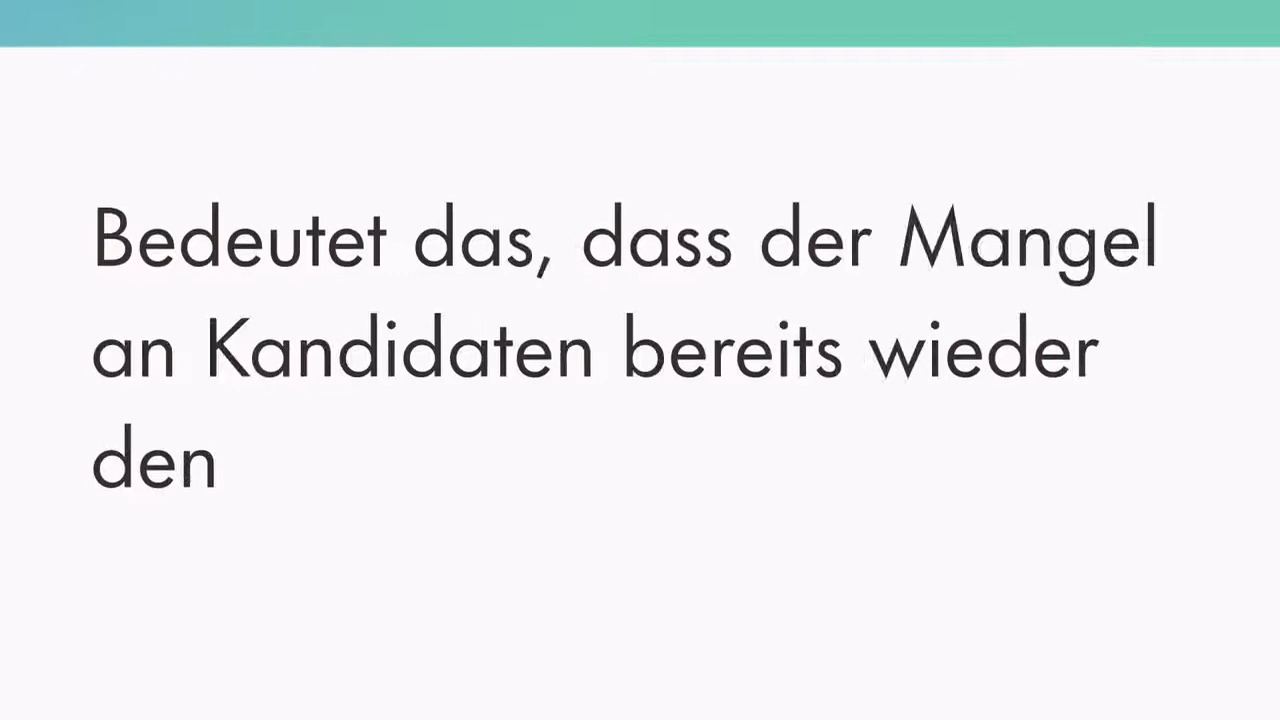 Bedeutet das, dass der Mangel
an Kandidaten bereits wieder
den